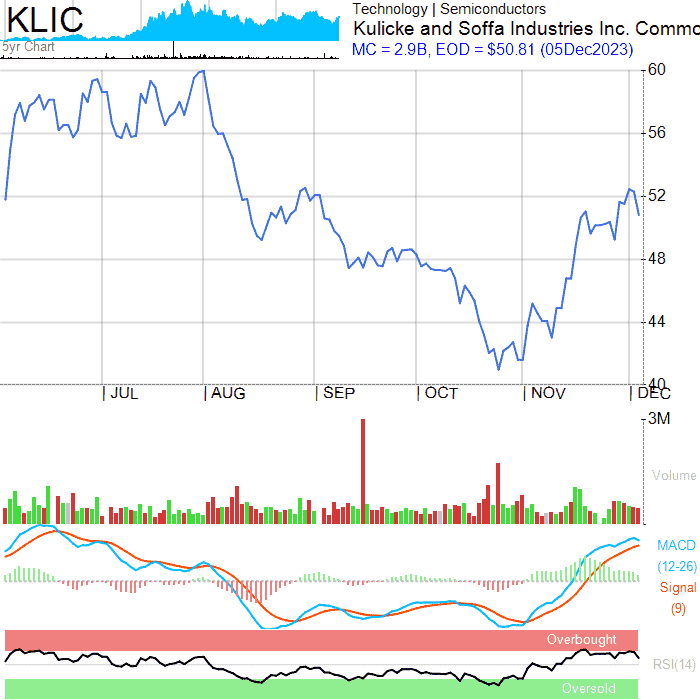 KLIC
5yr Chart
Technology | Semiconductors
Kulicke and Soffa Industries Inc. Commo
MC = 2.9B, EOD = $50.81 (05Dec2023)
60
56
52
48
44
40
| JUL | AUG | SEP | OCT | NOV | DEC
3M
Volume
MACD
(12-26)
Signal
(9)
Overbought
RSI(14)
Oversold